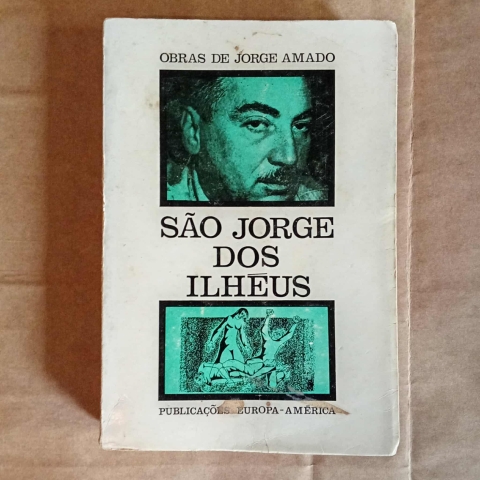 OBRAS DE JORGE AMADO
SÃO JORGE
DOS
ILHÉUS
PUBLICAÇÕES EUROPA-AMÉRICA